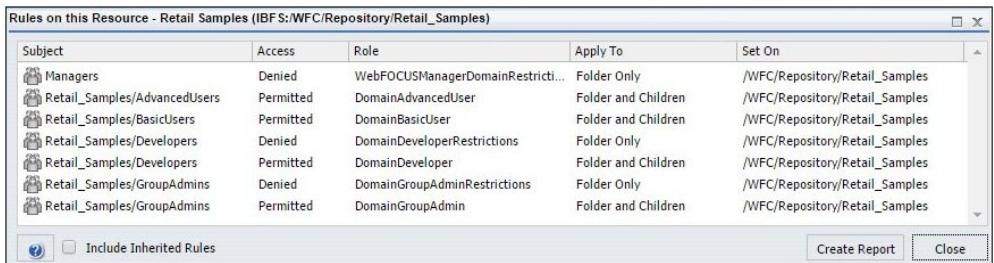 Rules on this Resource - Retail Samples (IBFS:/WFC/Repository/Retail_Samples)
Subject Access Role Apply To Set On
Managers Denied WebFOCUSManagerDomainRestricti... Folder Only /WFC/Repository/Retail_Samples
Retail_Samples/AdvancedUsers Permitted DomainAdvancedUser Folder and Children /WFC/Repository/Retail_Samples
Retail_Samples/BasicUsers Permitted DomainBasicUser Folder and Children /WFC/Repository/Retail_Samples
Retail_Samples/Developers Denied DomainDeveloperRestrictions Folder Only /WFC/Repository/Retail_Samples
Retail_Samples/Developers Permitted DomainDeveloper Folder and Children /WFC/Repository/Retail_Samples
Retail_Samples/GroupAdmins Denied DomainGroupAdminRestrictions Folder Only /WFC/Repository/Retail_Samples
Retail_Samples/GroupAdmins Permitted DomainGroupAdmin Folder and Children /WFC/Repository/Retail_Samples
? Include Inherited Rules Create Report Close